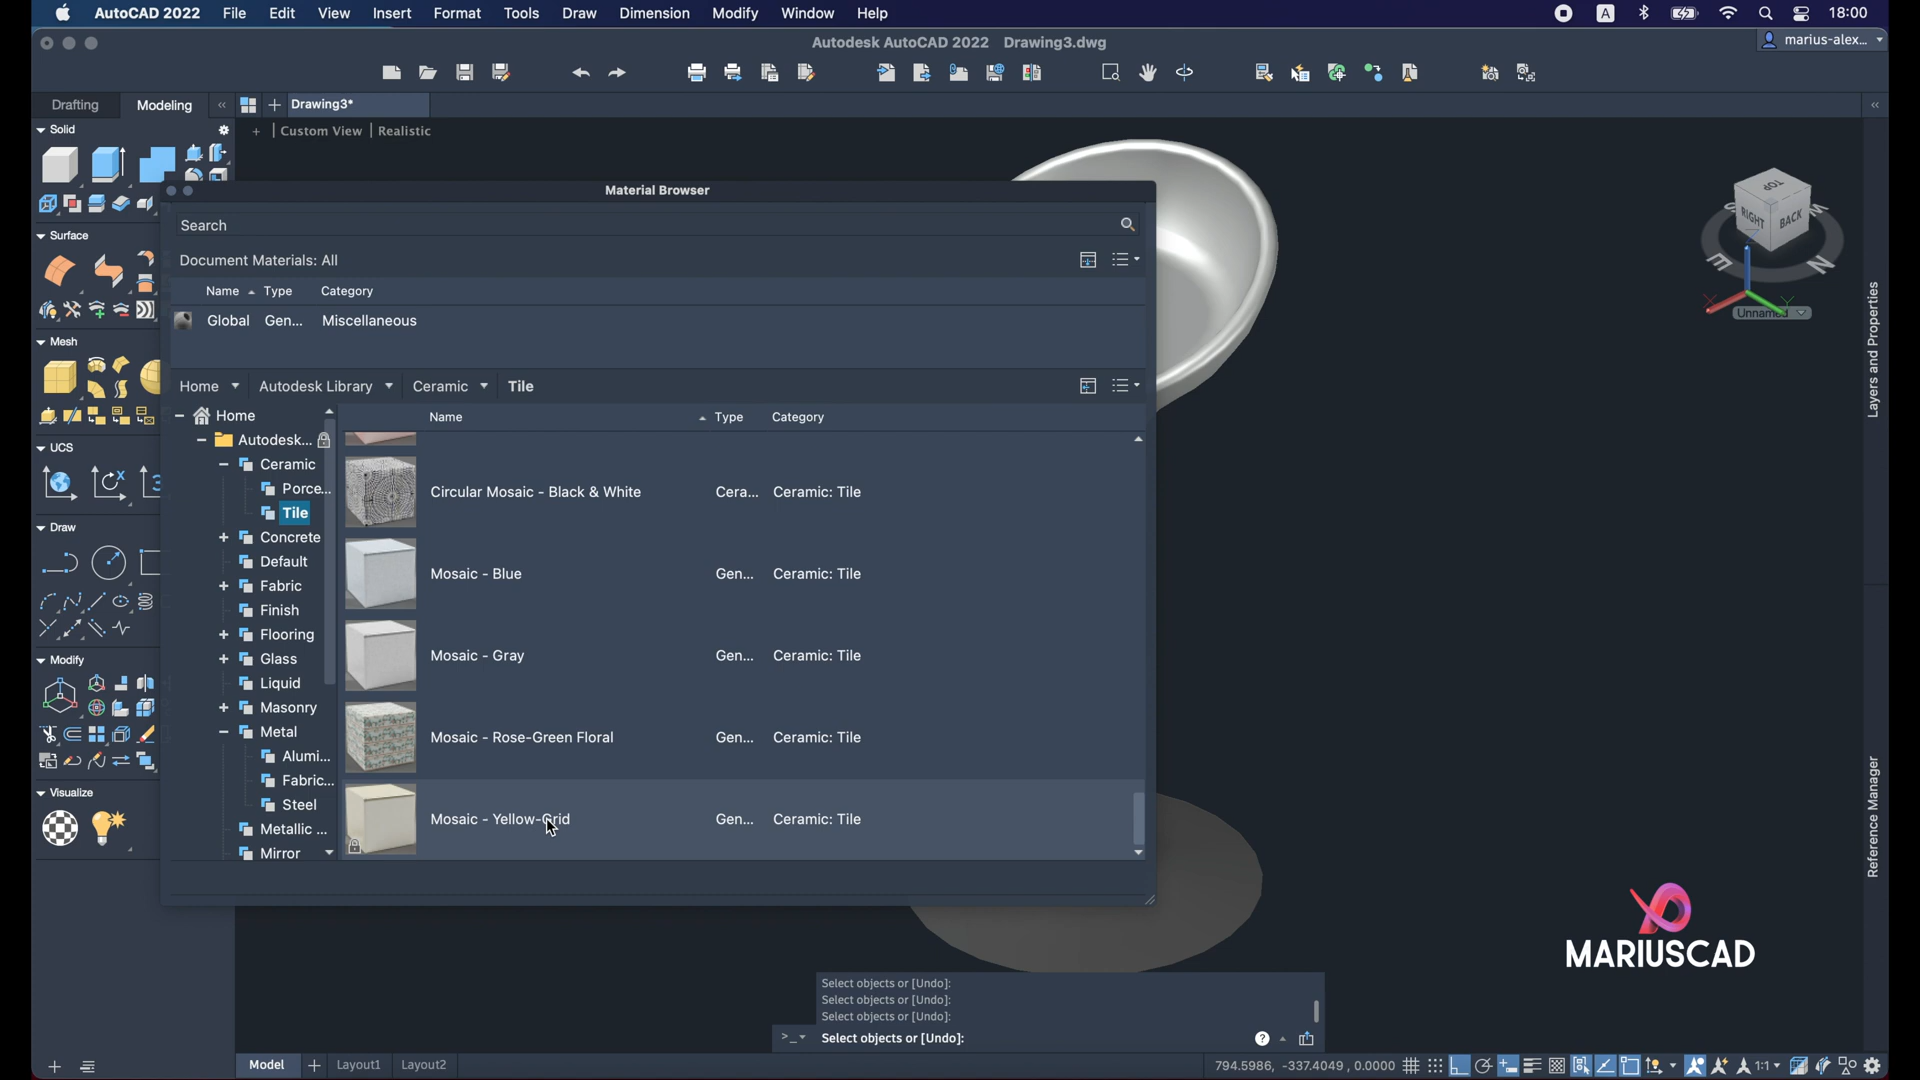 AutoCAD 2022 File Edit View Insert Format Tools Draw Dimension Modify Window Help A 18:00
Autodesk AutoCAD 2022 Drawing3.dwg marius-alex...
Drafting Modeling Drawing3*
Solid
+ Custom View Realistic
Material Browser
Search
Document Materials: All
Name Type Category
Global Gen... Miscellaneous
Home Autodesk Library Ceramic Tile
Name Type Category
Surface
Mesh
UCS
Draw
Modify
Visualize
Home
Autodesk...
Ceramic
Porce...
Tile
Concrete
Default
Fabric
Finish
Flooring
Glass
Liquid
Masonry
Metal
Alumi...
Fabric...
Steel
Metallic ...
Mirror
Circular Mosaic - Black & White Cera... Ceramic: Tile
Mosaic - Blue Gen... Ceramic: Tile
Mosaic - Gray Gen... Ceramic: Tile
Mosaic - Rose-Green Floral Gen... Ceramic: Tile
Mosaic - Yellow-Grid Gen... Ceramic: Tile
TOP
RIGHT BACK
E N
X Y
Unnamed
Layers and Properties
Reference Manager
MARIUSCAD
Select objects or [Undo]:
Select objects or [Undo]:
Select objects or [Undo]:
>_ Select objects or [Undo]:
Model Layout1 Layout2 794.5986, -337.4049 , 0.0000 1:1